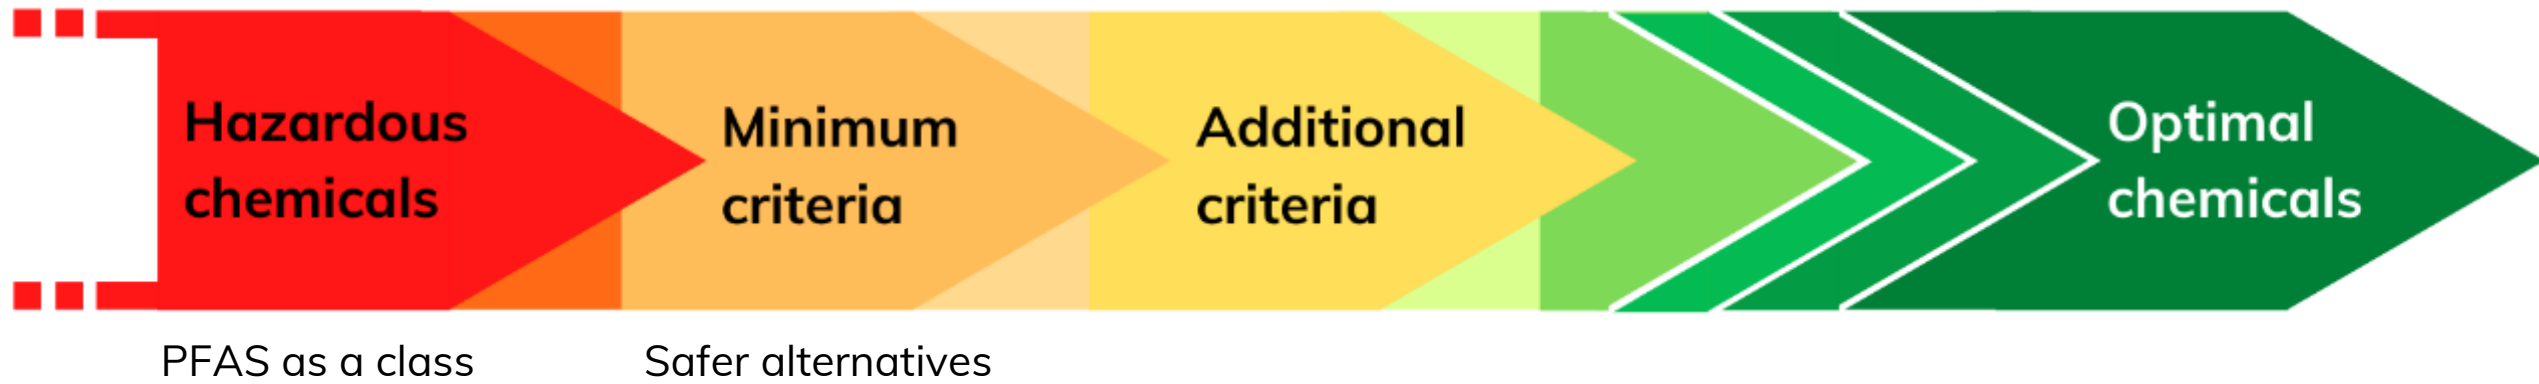 Hazardous
chemicals
Minimum
criteria
Additional
criteria
Optimal
chemicals
PFAS as a class
Safer alternatives